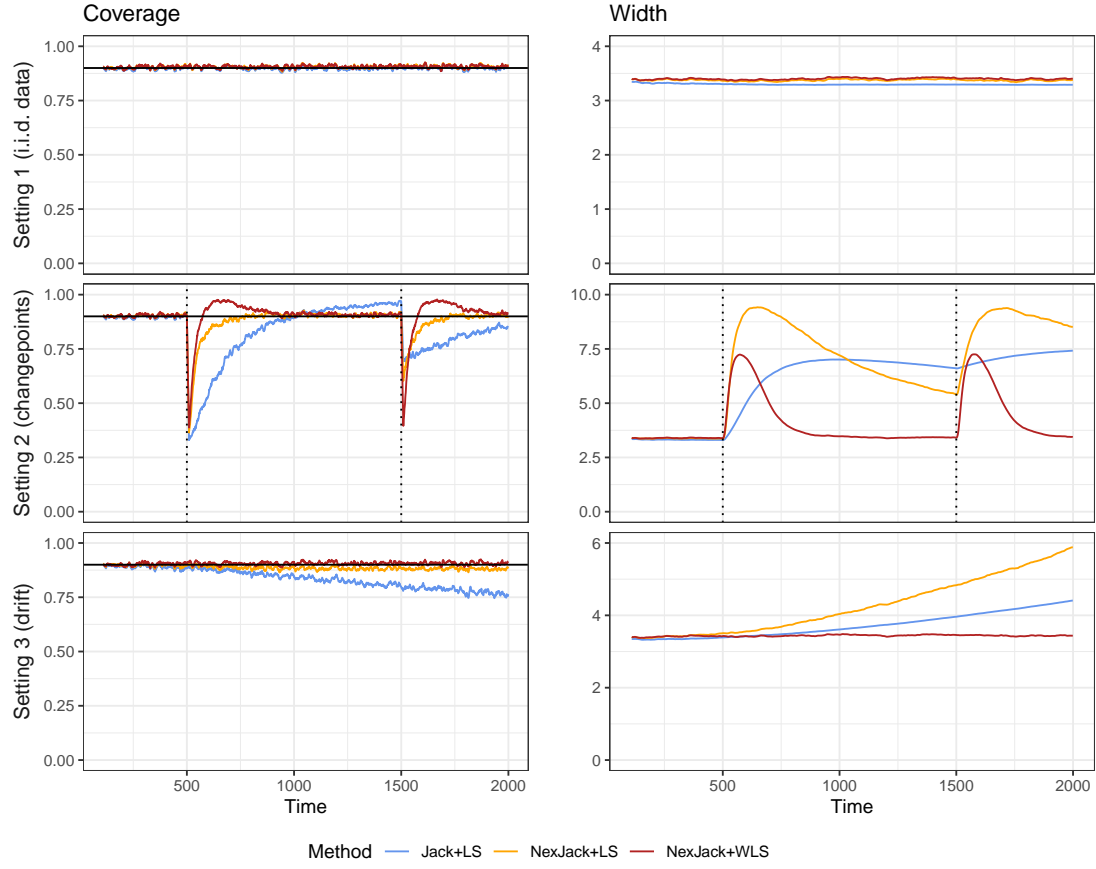 Coverage
Width
Setting 1 (i.i.d. data)
1.00
0.75
0.50
0.25
0.00
4
3
2
1
0
Setting 2 (changepoints)
1.00
0.75
0.50
0.25
0.00
10.0
7.5
5.0
2.5
0.0
Setting 3 (drift)
1.00
0.75
0.50
0.25
0.00
6
4
2
0
500 1000 1500 2000
500 1000 1500 2000
Time
Time
Method Jack+LS NexJack+LS NexJack+WLS